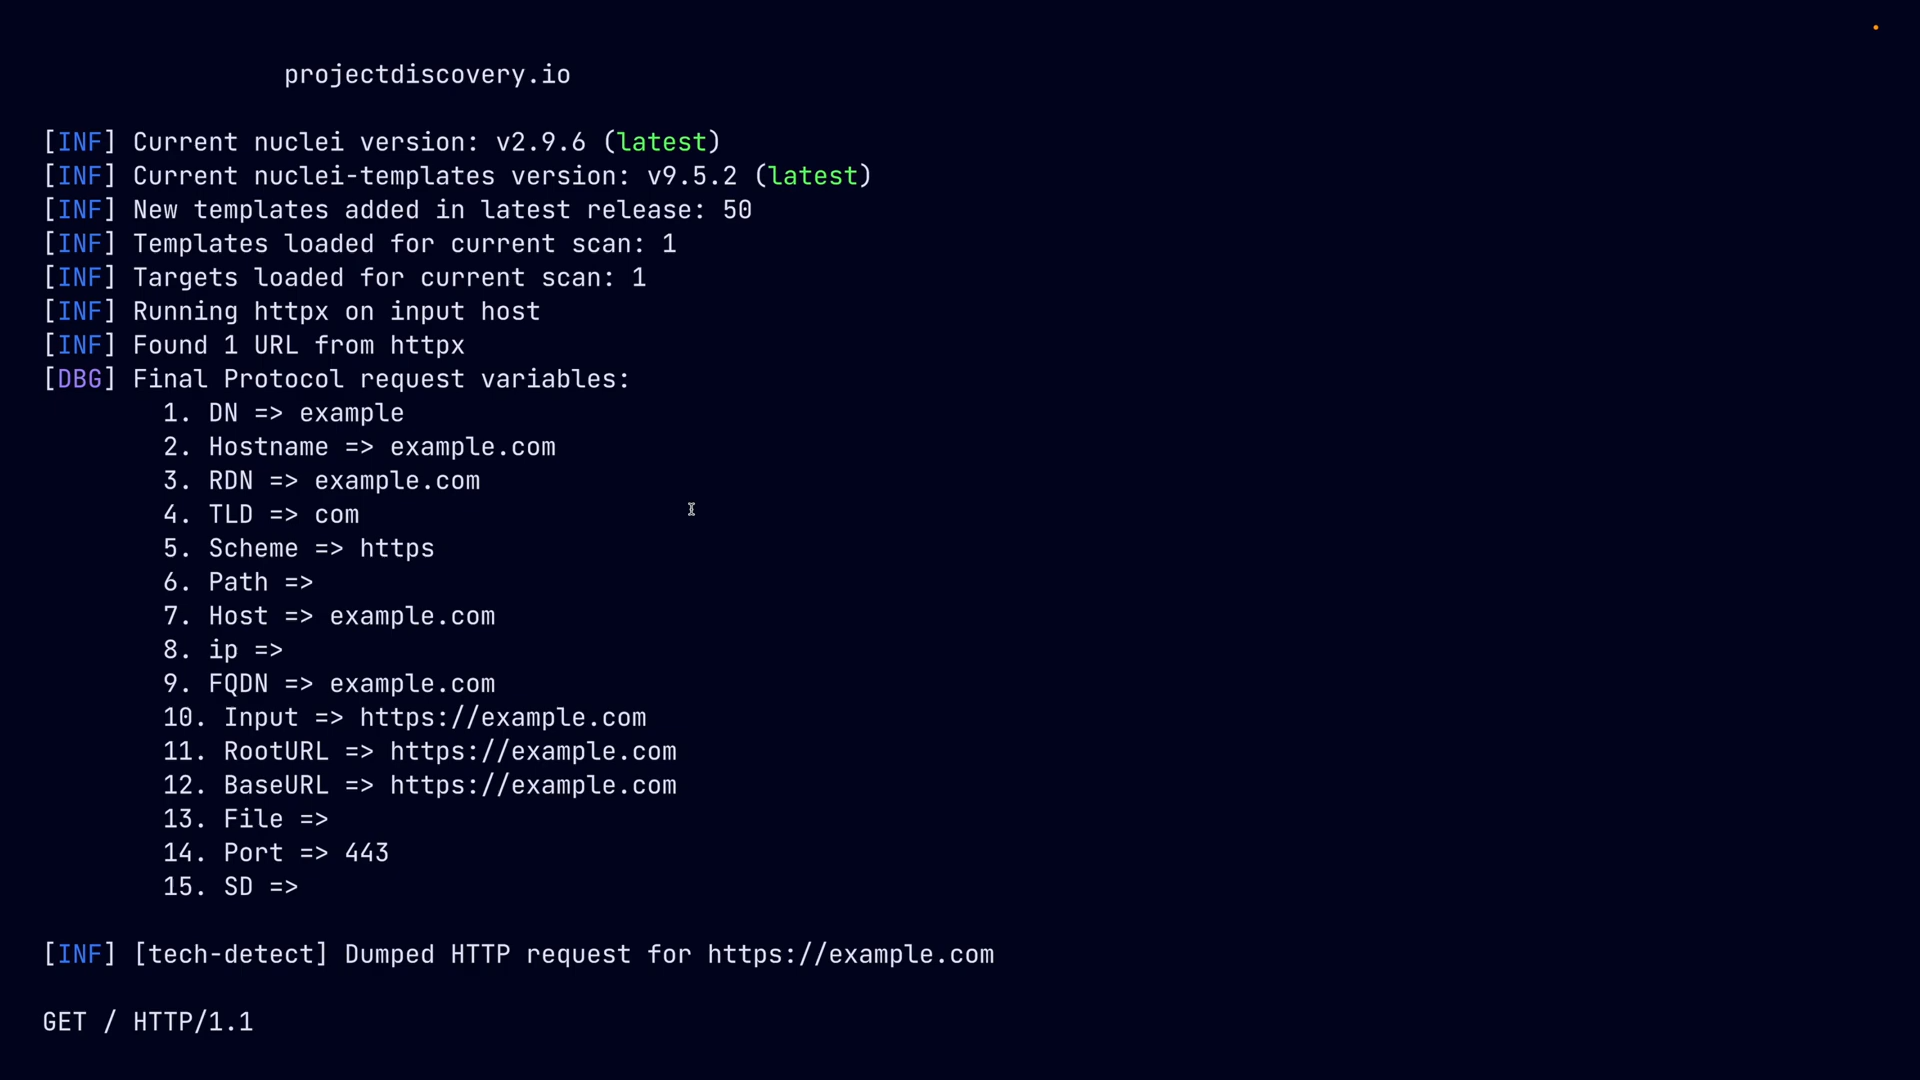 projectdiscovery.io
[INF] Current nuclei version: v2.9.6 (latest)
[INF] Current nuclei-templates version: v9.5.2 (latest)
[INF] New templates added in latest release: 50
[INF] Templates loaded for current scan: 1
[INF] Targets loaded for current scan: 1
[INF] Running httpx on input host
[INF] Found 1 URL from httpx
[DBG] Final Protocol request variables:
1. DN => example
2. Hostname => example.com
3. RDN => example.com
4. TLD => com
5. Scheme => https
6. Path =>
7. Host => example.com
8. ip =>
9. FQDN => example.com
10. Input => https://example.com
11. RootURL => https://example.com
12. BaseURL => https://example.com
13. File =>
14. Port => 443
15. SD =>
[INF] [tech-detect] Dumped HTTP request for https://example.com
GET / HTTP/1.1